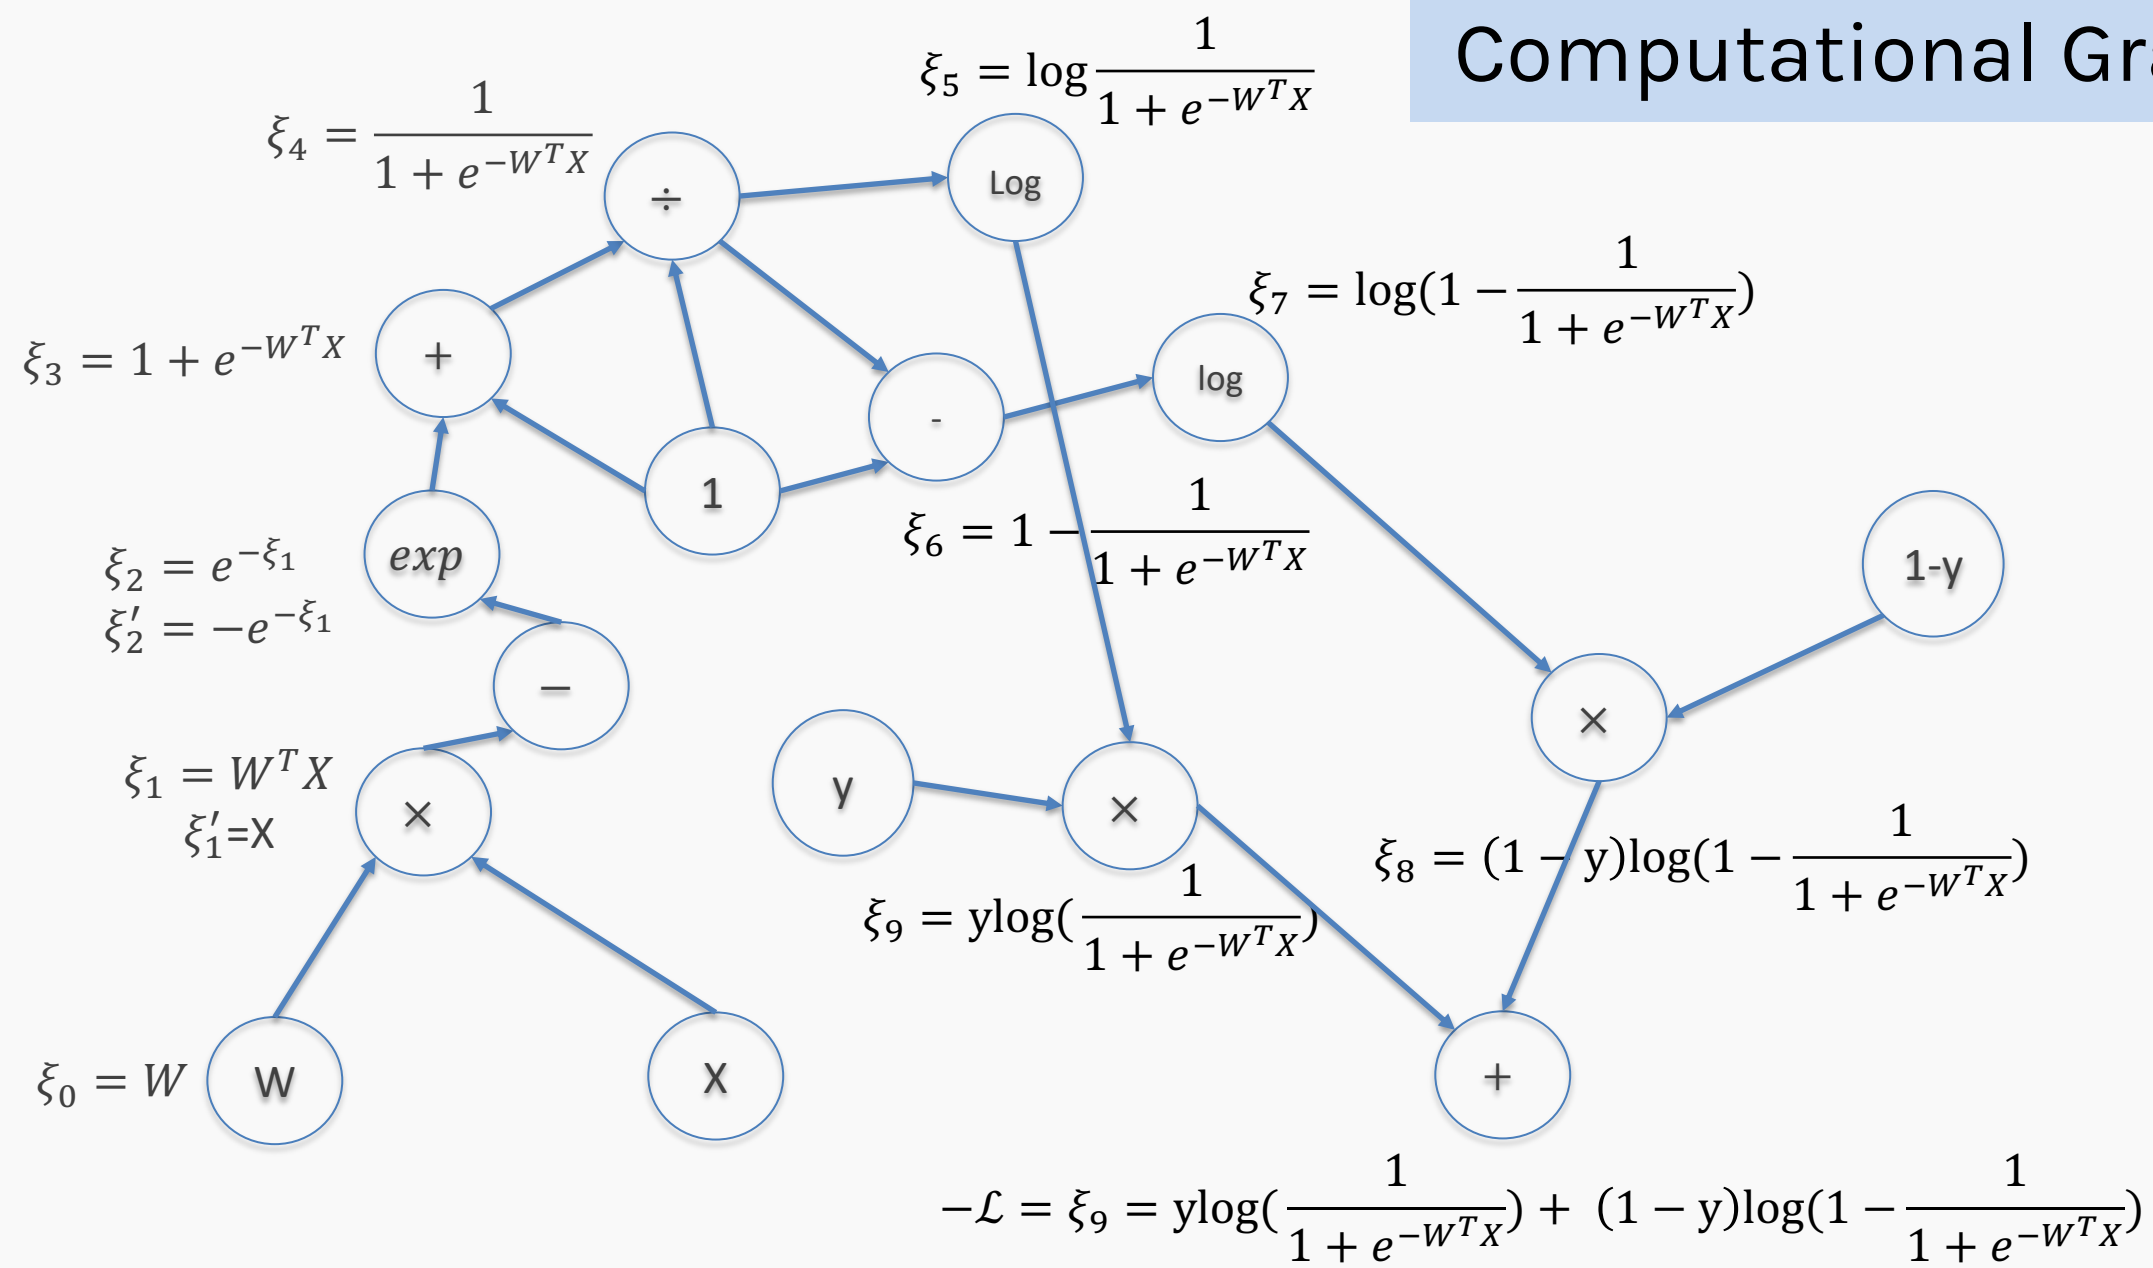 Computational Gra
ξ₅ = log 1/(1 + e^{−W^T X})
ξ₄ = 1/(1 + e^{−W^T X})
÷
Log
ξ₇ = log(1 − 1/(1 + e^{−W^T X}))
ξ₃ = 1 + e^{−W^T X}
+
-
log
1
ξ₆ = 1 − 1/(1 + e^{−W^T X})
ξ₂ = e^{−ξ₁}
ξ₂′ = −e^{−ξ₁}
exp
1-y
−
×
ξ₁ = W^T X
ξ₁′=X
×
y
×
ξ₈ = (1 − y)log(1 − 1/(1 + e^{−W^T X}))
ξ₉ = ylog(1/(1 + e^{−W^T X}))
ξ₀ = W
W
X
+
−ℒ = ξ₉ = ylog(1/(1 + e^{−W^T X})) + (1 − y)log(1 − 1/(1 + e^{−W^T X}))